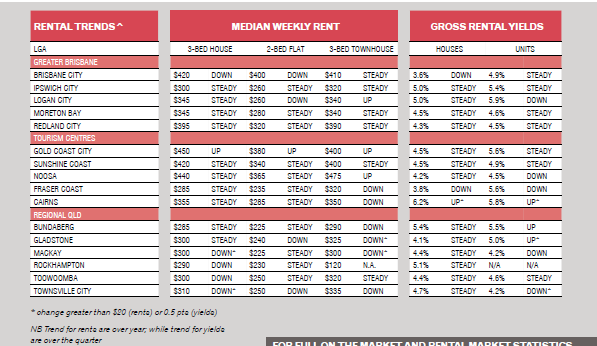 RENTAL TRENDS ^ MEDIAN WEEKLY RENT GROSS RENTAL YIELDS
LGA 3-BED HOUSE 2-BED FLAT 3-BED TOWNHOUSE HOUSES UNITS
GREATER BRISBANE
BRISBANE CITY $420 DOWN $400 DOWN $410 STEADY 3.6% DOWN 4.9% STEADY
IPSWICH CITY $300 STEADY $260 STEADY $320 STEADY 5.0% STEADY 5.4% STEADY
LOGAN CITY $345 STEADY $260 DOWN $340 UP 5.0% STEADY 5.9% DOWN
MORETON BAY $345 STEADY $280 STEADY $340 STEADY 4.5% STEADY 4.6% STEADY
REDLAND CITY $395 STEADY $320 STEADY $390 STEADY 4.3% STEADY 4.5% STEADY
TOURISM CENTRES
GOLD COAST CITY $450 UP $380 UP $400 UP 4.5% STEADY 5.6% STEADY
SUNSHINE COAST $420 STEADY $340 STEADY $400 STEADY 4.5% STEADY 4.9% STEADY
NOOSA $440 STEADY $365 STEADY $475 UP 4.2% STEADY 4.5% DOWN
FRASER COAST $285 STEADY $235 STEADY $320 DOWN 3.8% DOWN 5.6% DOWN
CAIRNS $355 STEADY $285 STEADY $350 DOWN 6.2% UP^ 5.8% UP^
REGIONAL QLD
BUNDABERG $285 STEADY $225 STEADY $290 DOWN 5.4% STEADY 5.5% UP
GLADSTONE $300 STEADY $240 DOWN $325 DOWN^ 4.1% STEADY 5.0% UP^
MACKAY $300 DOWN^ $225 STEADY $300 DOWN^ 4.4% STEADY 4.2% DOWN
ROCKHAMPTON $290 DOWN $230 STEADY $120 N.A. 5.1% STEADY N/A N/A
TOOWOOMBA $300 DOWN $250 STEADY $320 STEADY 4.4% STEADY 4.6% STEADY
TOWNSVILLE CITY $310 DOWN^ $250 DOWN $335 DOWN 4.7% STEADY 4.2% DOWN^
^ change greater than $20 (rents) or 0.5 pts (yields)
NB Trend for rents are over year; while trend for yields
are over the quarter
FOR FULL ON THE MARKET AND RENTAL MARKET STATISTICS